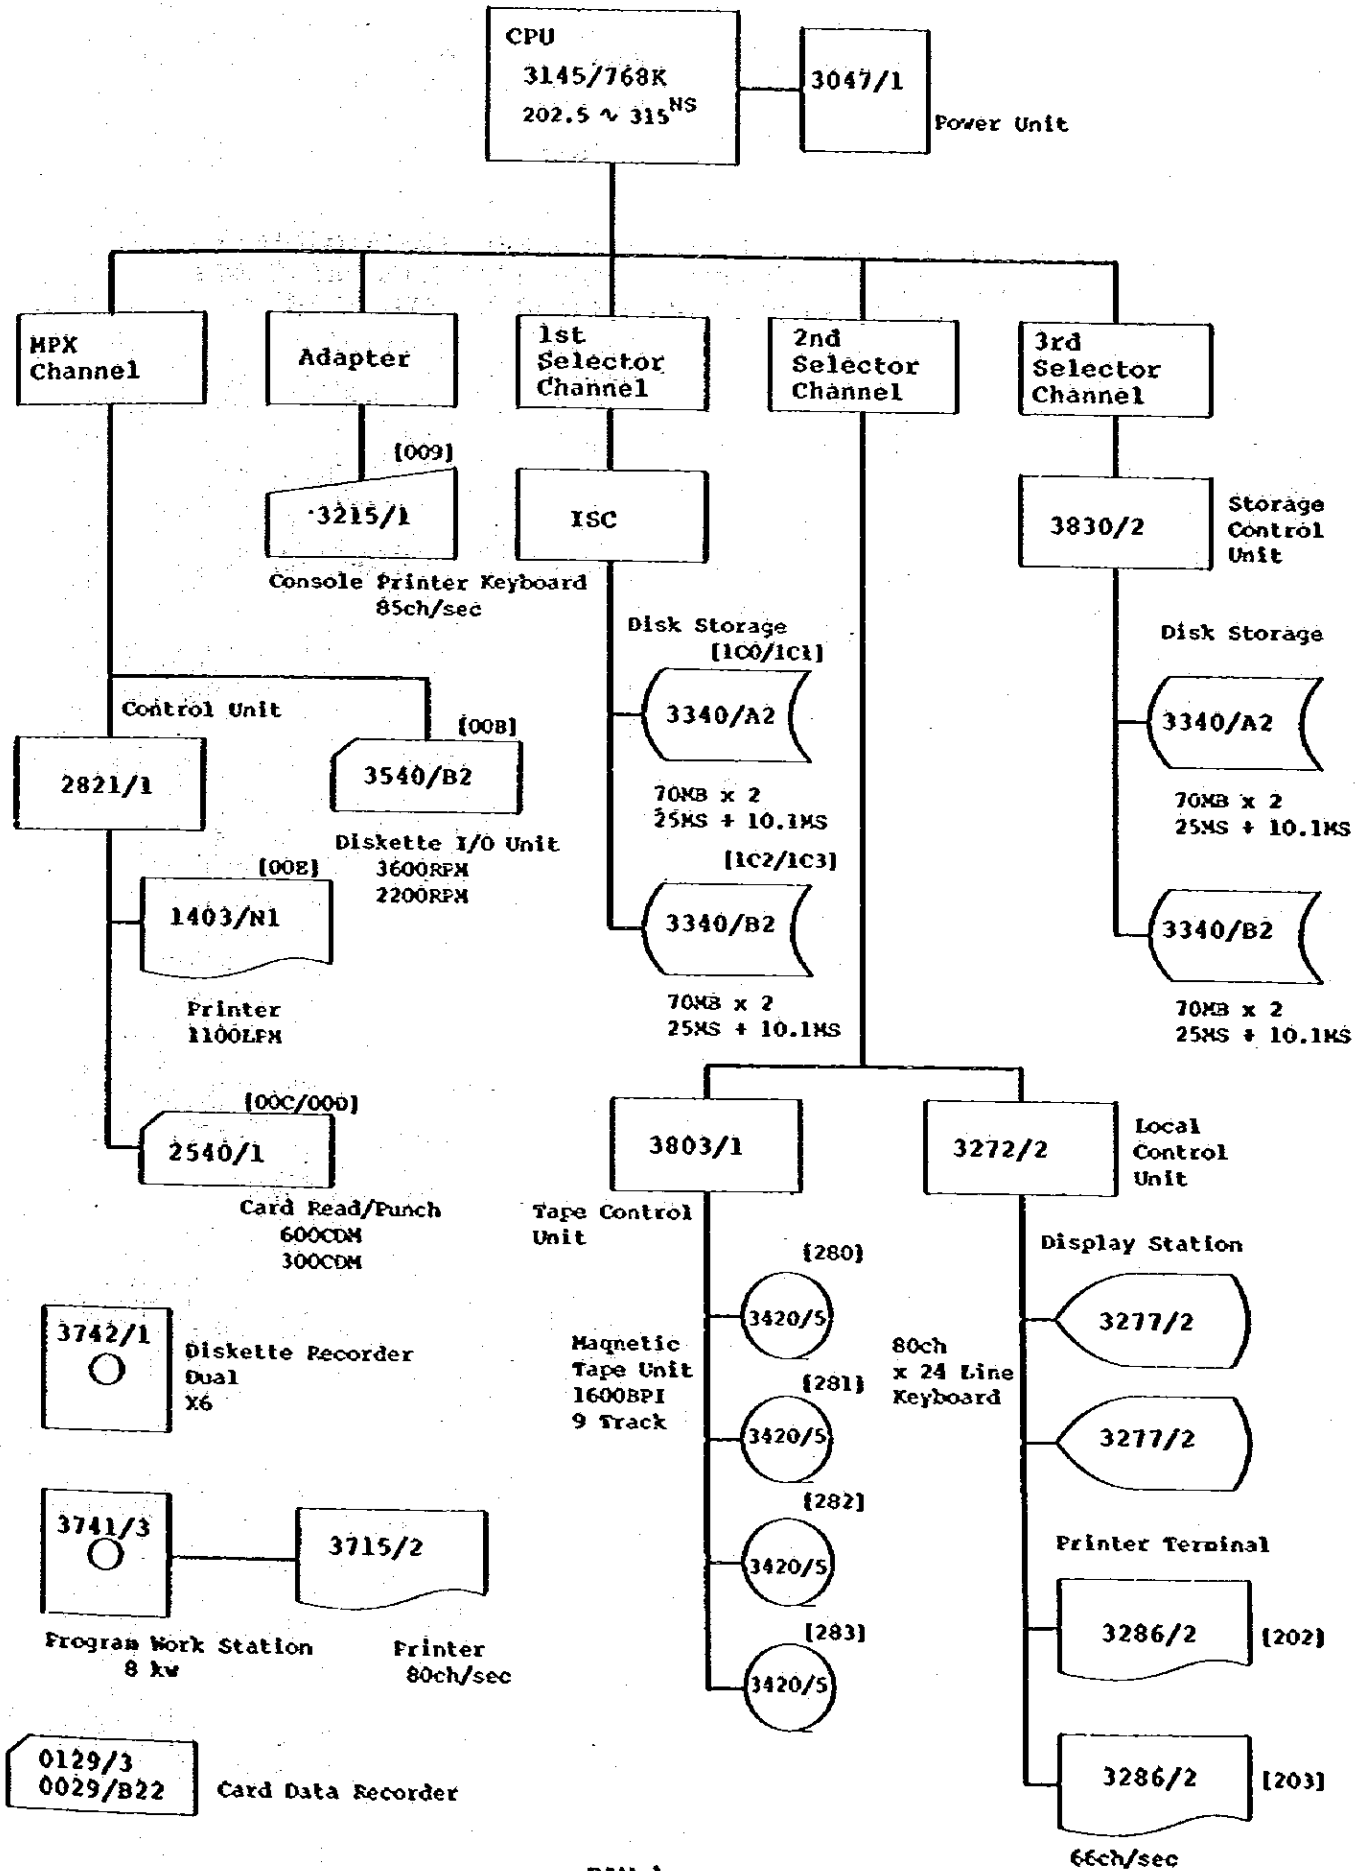 CPU
3145/768K
202.5 ~ 315NS
3047/1
Power Unit
MPX
Channel
Adapter
1st
Selector
Channel
2nd
Selector
Channel
3rd
Selector
Channel
[009]
3215/1
Console Printer Keyboard
85ch/sec
ISC
3830/2
Storage
Control
Unit
Disk Storage
[1C0/1C1]
3340/A2
70MB x 2
25MS + 10.1MS
[1C2/1C3]
3340/B2
70MB x 2
25MS + 10.1MS
Disk Storage
3340/A2
70MB x 2
25MS + 10.1MS
3340/B2
70MB x 2
25MS + 10.1MS
Control Unit
2821/1
[00B]
3540/B2
Diskette I/O Unit
3600RPM
2200RPM
[00E]
1403/N1
Printer
1100LPM
[00C/00D]
2540/1
Card Read/Punch
600CDM
300CDM
3803/1
Tape Control
Unit
3272/2
Local
Control
Unit
[280]
3420/5
Magnetic
Tape Unit
1600BPI
9 Track
[281]
3420/5
[282]
3420/5
[283]
3420/5
Display Station
3277/2
80ch
x 24 Line
Keyboard
3277/2
Printer Terminal
3286/2
[202]
3286/2
[203]
66ch/sec
3742/1
Diskette Recorder
Dual
X6
3741/3
Program Work Station
8 kw
3715/2
Printer
80ch/sec
0129/3
0029/B22
Card Data Recorder